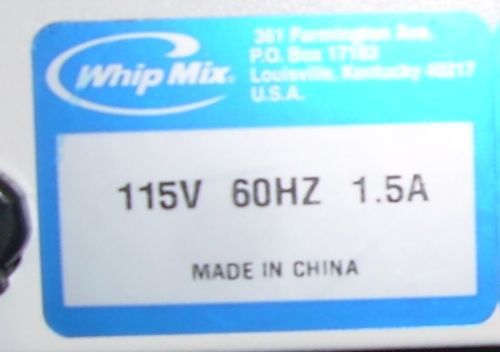 Whip Mix®
361 Farmington Ave.
P.O. Box 17183
Louisville, Kentucky 40217
U.S.A.
115V 60HZ 1.5A
MADE IN CHINA